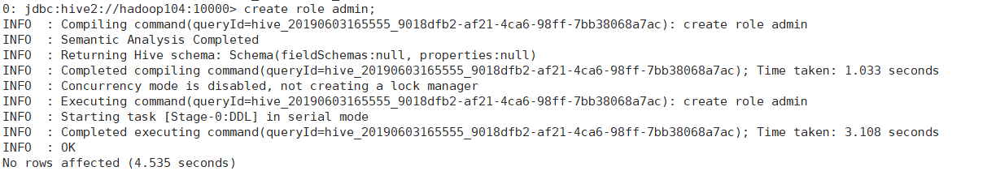 0: jdbc:hive2://hadoop104:10000> create role admin;
INFO  : Compiling command(queryId=hive_20190603165555_9018dfb2-af21-4ca6-98ff-7bb38068a7ac): create role admin
INFO  : Semantic Analysis Completed
INFO  : Returning Hive schema: Schema(fieldSchemas:null, properties:null)
INFO  : Completed compiling command(queryId=hive_20190603165555_9018dfb2-af21-4ca6-98ff-7bb38068a7ac); Time taken: 1.033 seconds
INFO  : Concurrency mode is disabled, not creating a lock manager
INFO  : Executing command(queryId=hive_20190603165555_9018dfb2-af21-4ca6-98ff-7bb38068a7ac): create role admin
INFO  : Starting task [Stage-0:DDL] in serial mode
INFO  : Completed executing command(queryId=hive_20190603165555_9018dfb2-af21-4ca6-98ff-7bb38068a7ac); Time taken: 3.108 seconds
INFO  : OK
No rows affected (4.535 seconds)